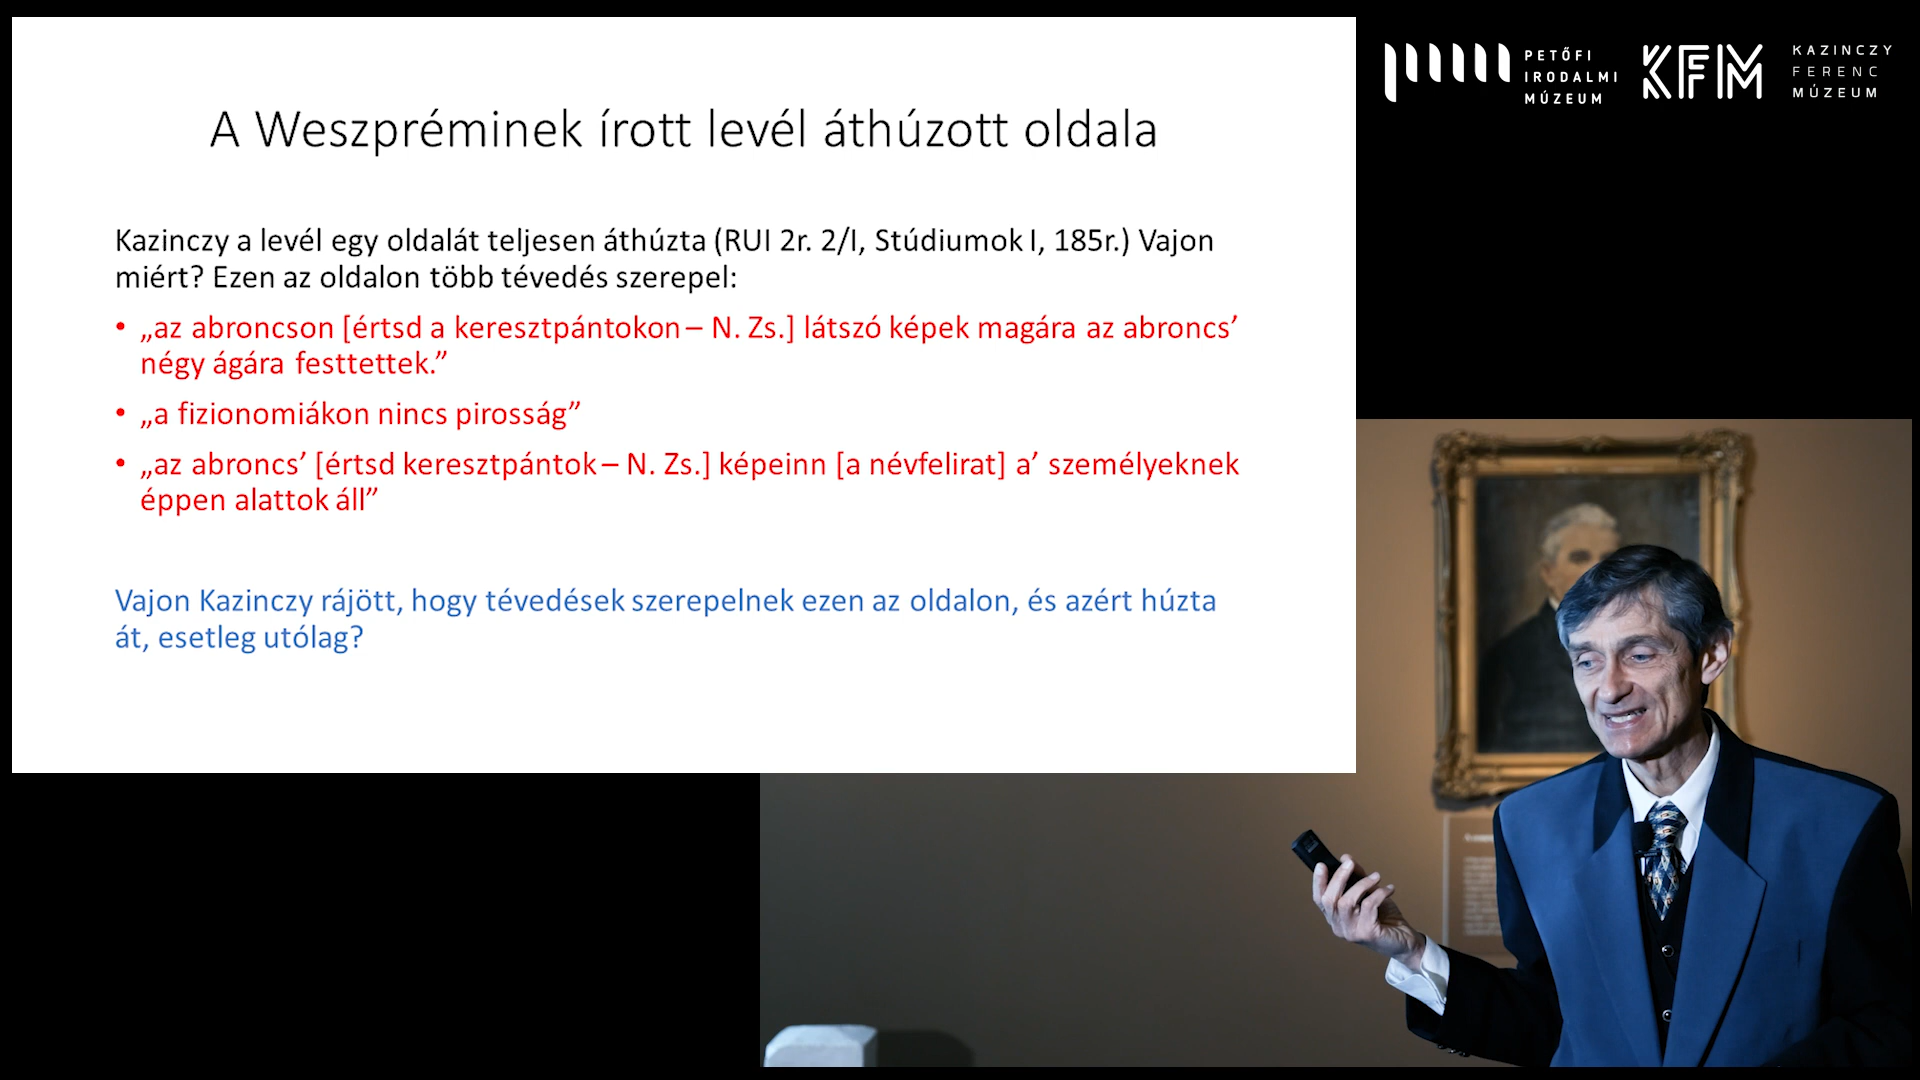 A Weszpréminek írott levél áthúzott oldala
Kazinczy a levél egy oldalát teljesen áthúzta (RUI 2r. 2/I, Stúdiumok I, 185r.) Vajon
miért? Ezen az oldalon több tévedés szerepel:
• „az abroncson [értsd a keresztpántokon – N. Zs.] látszó képek magára az abroncs’
négy ágára festtettek.”
• „a fizionomiákon nincs pirosság”
• „az abroncs’ [értsd keresztpántok – N. Zs.] képeinn [a névfelirat] a’ személyeknek
éppen alattok áll”
Vajon Kazinczy rájött, hogy tévedések szerepelnek ezen az oldalon, és azért húzta
át, esetleg utólag?
PETŐFI
IRODALMI
MÚZEUM
KFM
KAZINCZY
FERENC
MÚZEUM